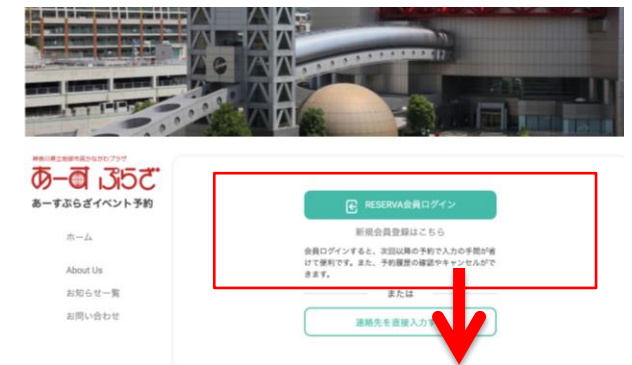 神奈川県立地球市民かながわプラザ
あーすぷらざ
あーすぷらざイベント予約
ホーム
About Us
お知らせ一覧
お問い合わせ
RESERVA会員ログイン
新規会員登録はこちら
会員ログインすると、次回以降の予約で入力の手間が省
けて便利です。また、予約履歴の確認やキャンセルがで
きます。
または
連絡先を直接入力す